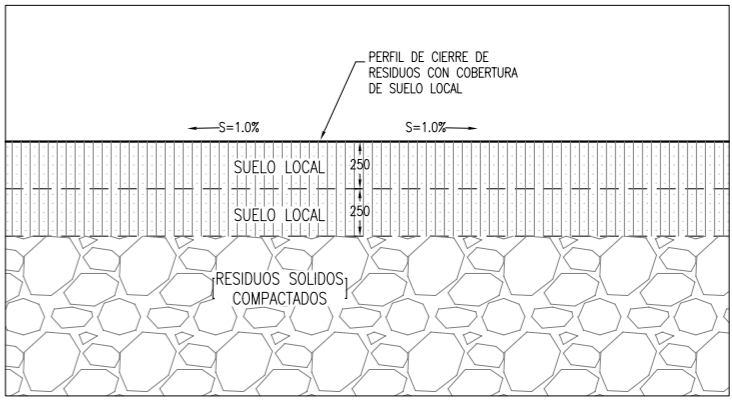 PERFIL DE CIERRE DE
RESIDUOS CON COBERTURA
DE SUELO LOCAL
S=1.0%
S=1.0%
SUELO LOCAL
250
SUELO LOCAL
250
RESIDUOS SOLIDOS
COMPACTADOS